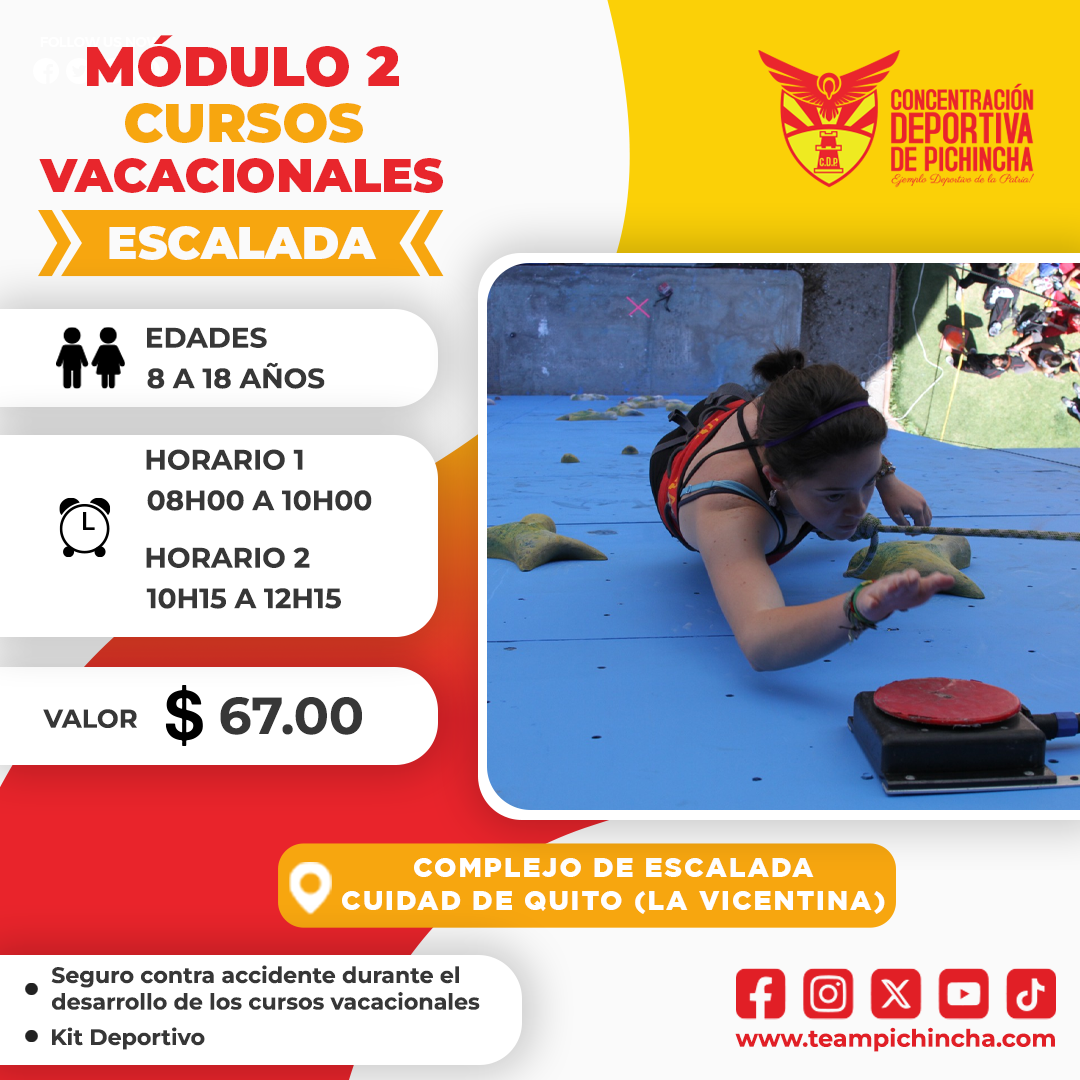 MÓDULO 2
CURSOS
VACACIONALES
ESCALADA
CONCENTRACIÓN
DEPORTIVA
DE PICHINCHA
Ejemplo Deportivo de la Patria!
C.D.P
EDADES
8 A 18 AÑOS
HORARIO 1
08H00 A 10H00
HORARIO 2
10H15 A 12H15
VALOR $ 67.00
COMPLEJO DE ESCALADA
CUIDAD DE QUITO (LA VICENTINA)
• Seguro contra accidente durante el
desarrollo de los cursos vacacionales
• Kit Deportivo
www.teampichincha.com